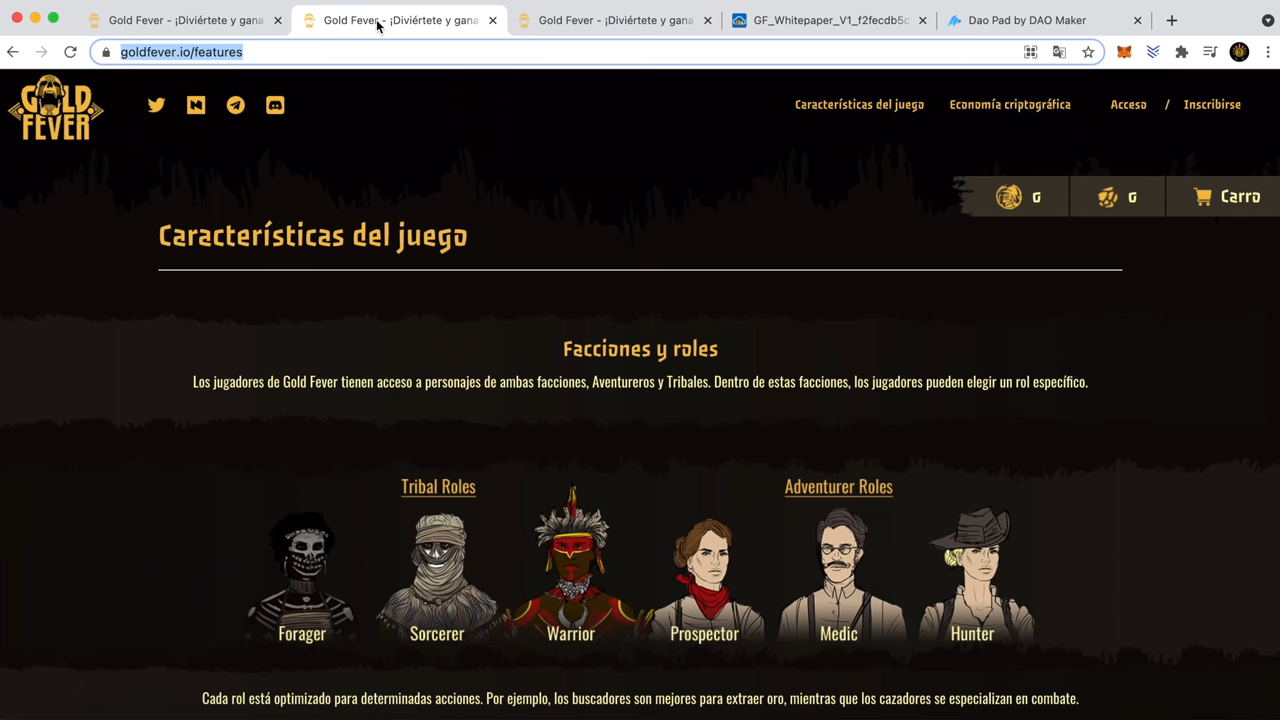 Gold Fever - ¡Diviértete y gana
Gold Fever - ¡Diviértete y gana
Gold Fever - ¡Diviértete y gana
GF_Whitepaper_V1_f2fecdb5c
Dao Pad by DAO Maker
goldfever.io/features
GOLD
FEVER
Características del juego
Economía criptográfica
Acceso / Inscribirse
0
0
Carro
Características del juego
Facciones y roles
Los jugadores de Gold Fever tienen acceso a personajes de ambas facciones, Aventureros y Tribales. Dentro de estas facciones, los jugadores pueden elegir un rol específico.
Tribal Roles
Adventurer Roles
Forager
Sorcerer
Warrior
Prospector
Medic
Hunter
Cada rol está optimizado para determinadas acciones. Por ejemplo, los buscadores son mejores para extraer oro, mientras que los cazadores se especializan en combate.